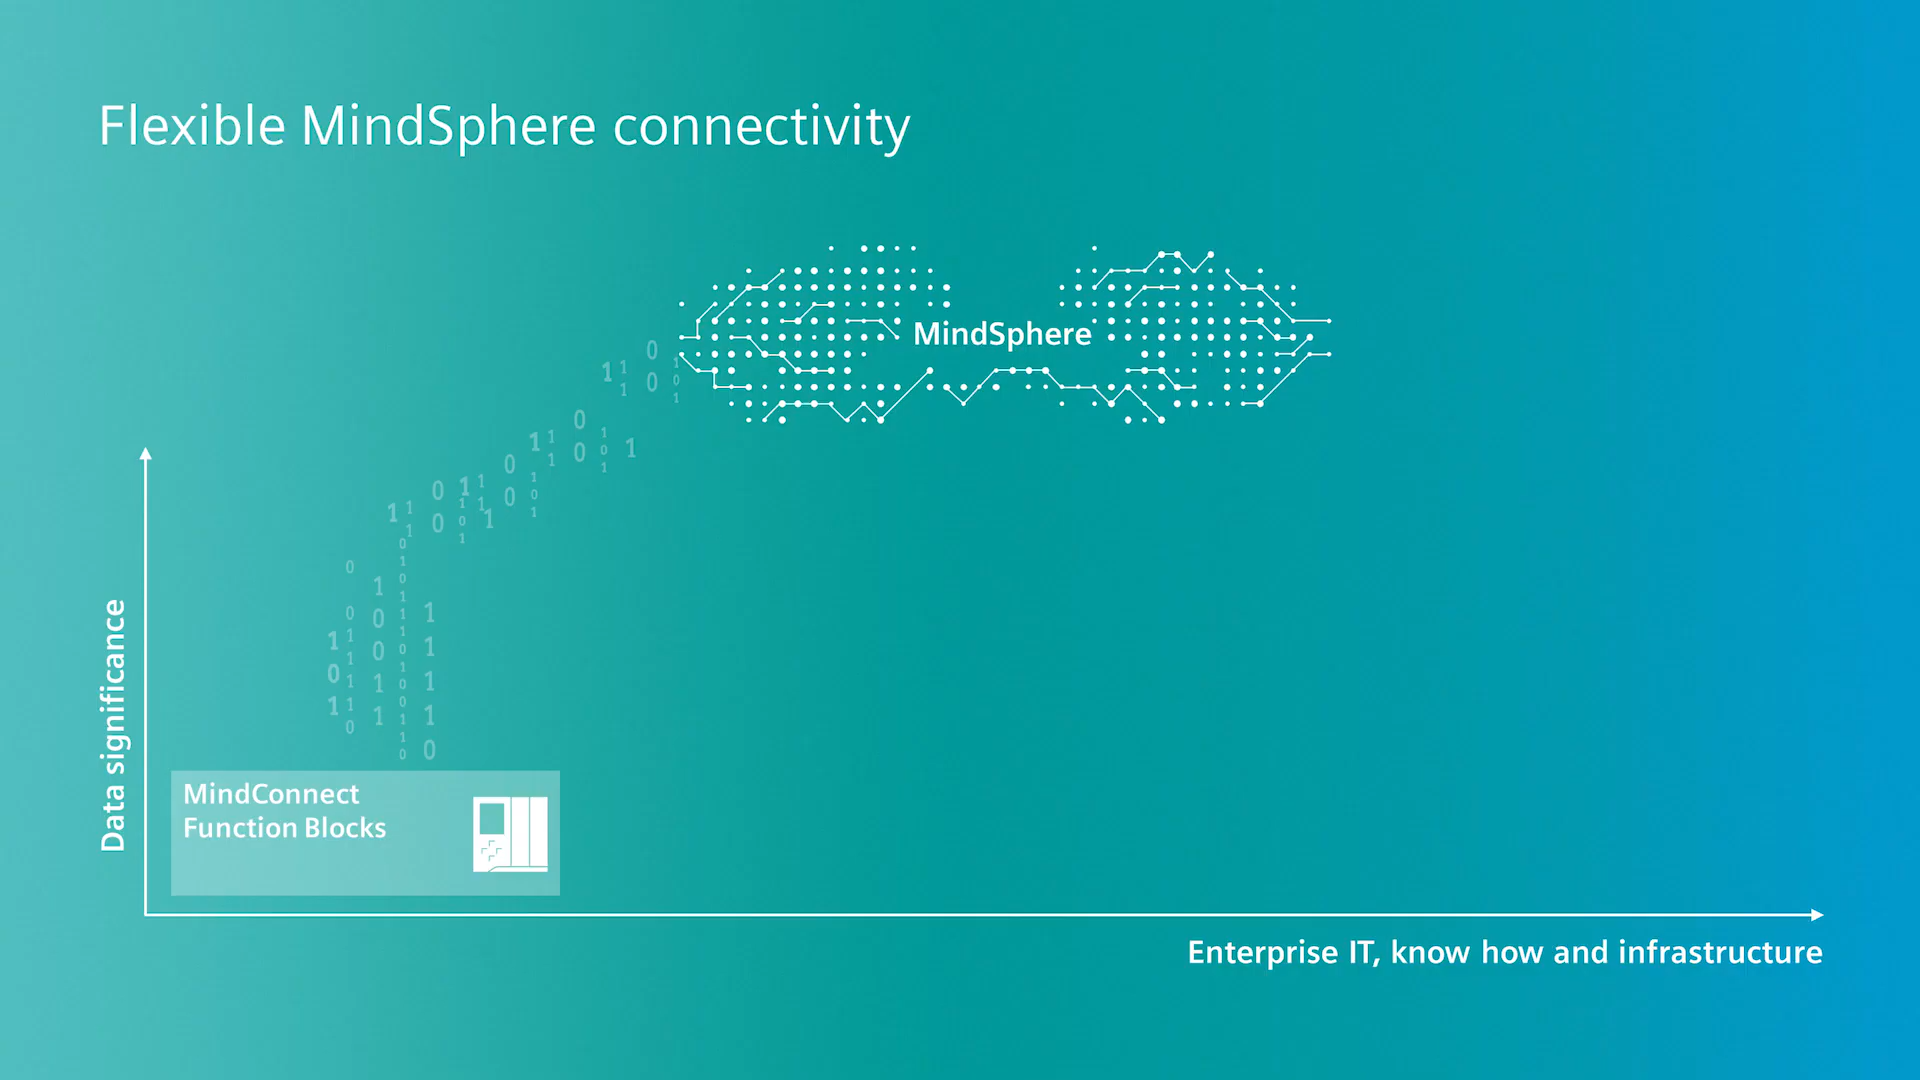 Flexible MindSphere connectivity
MindSphere
Data significance
MindConnect
Function Blocks
Enterprise IT, know how and infrastructure